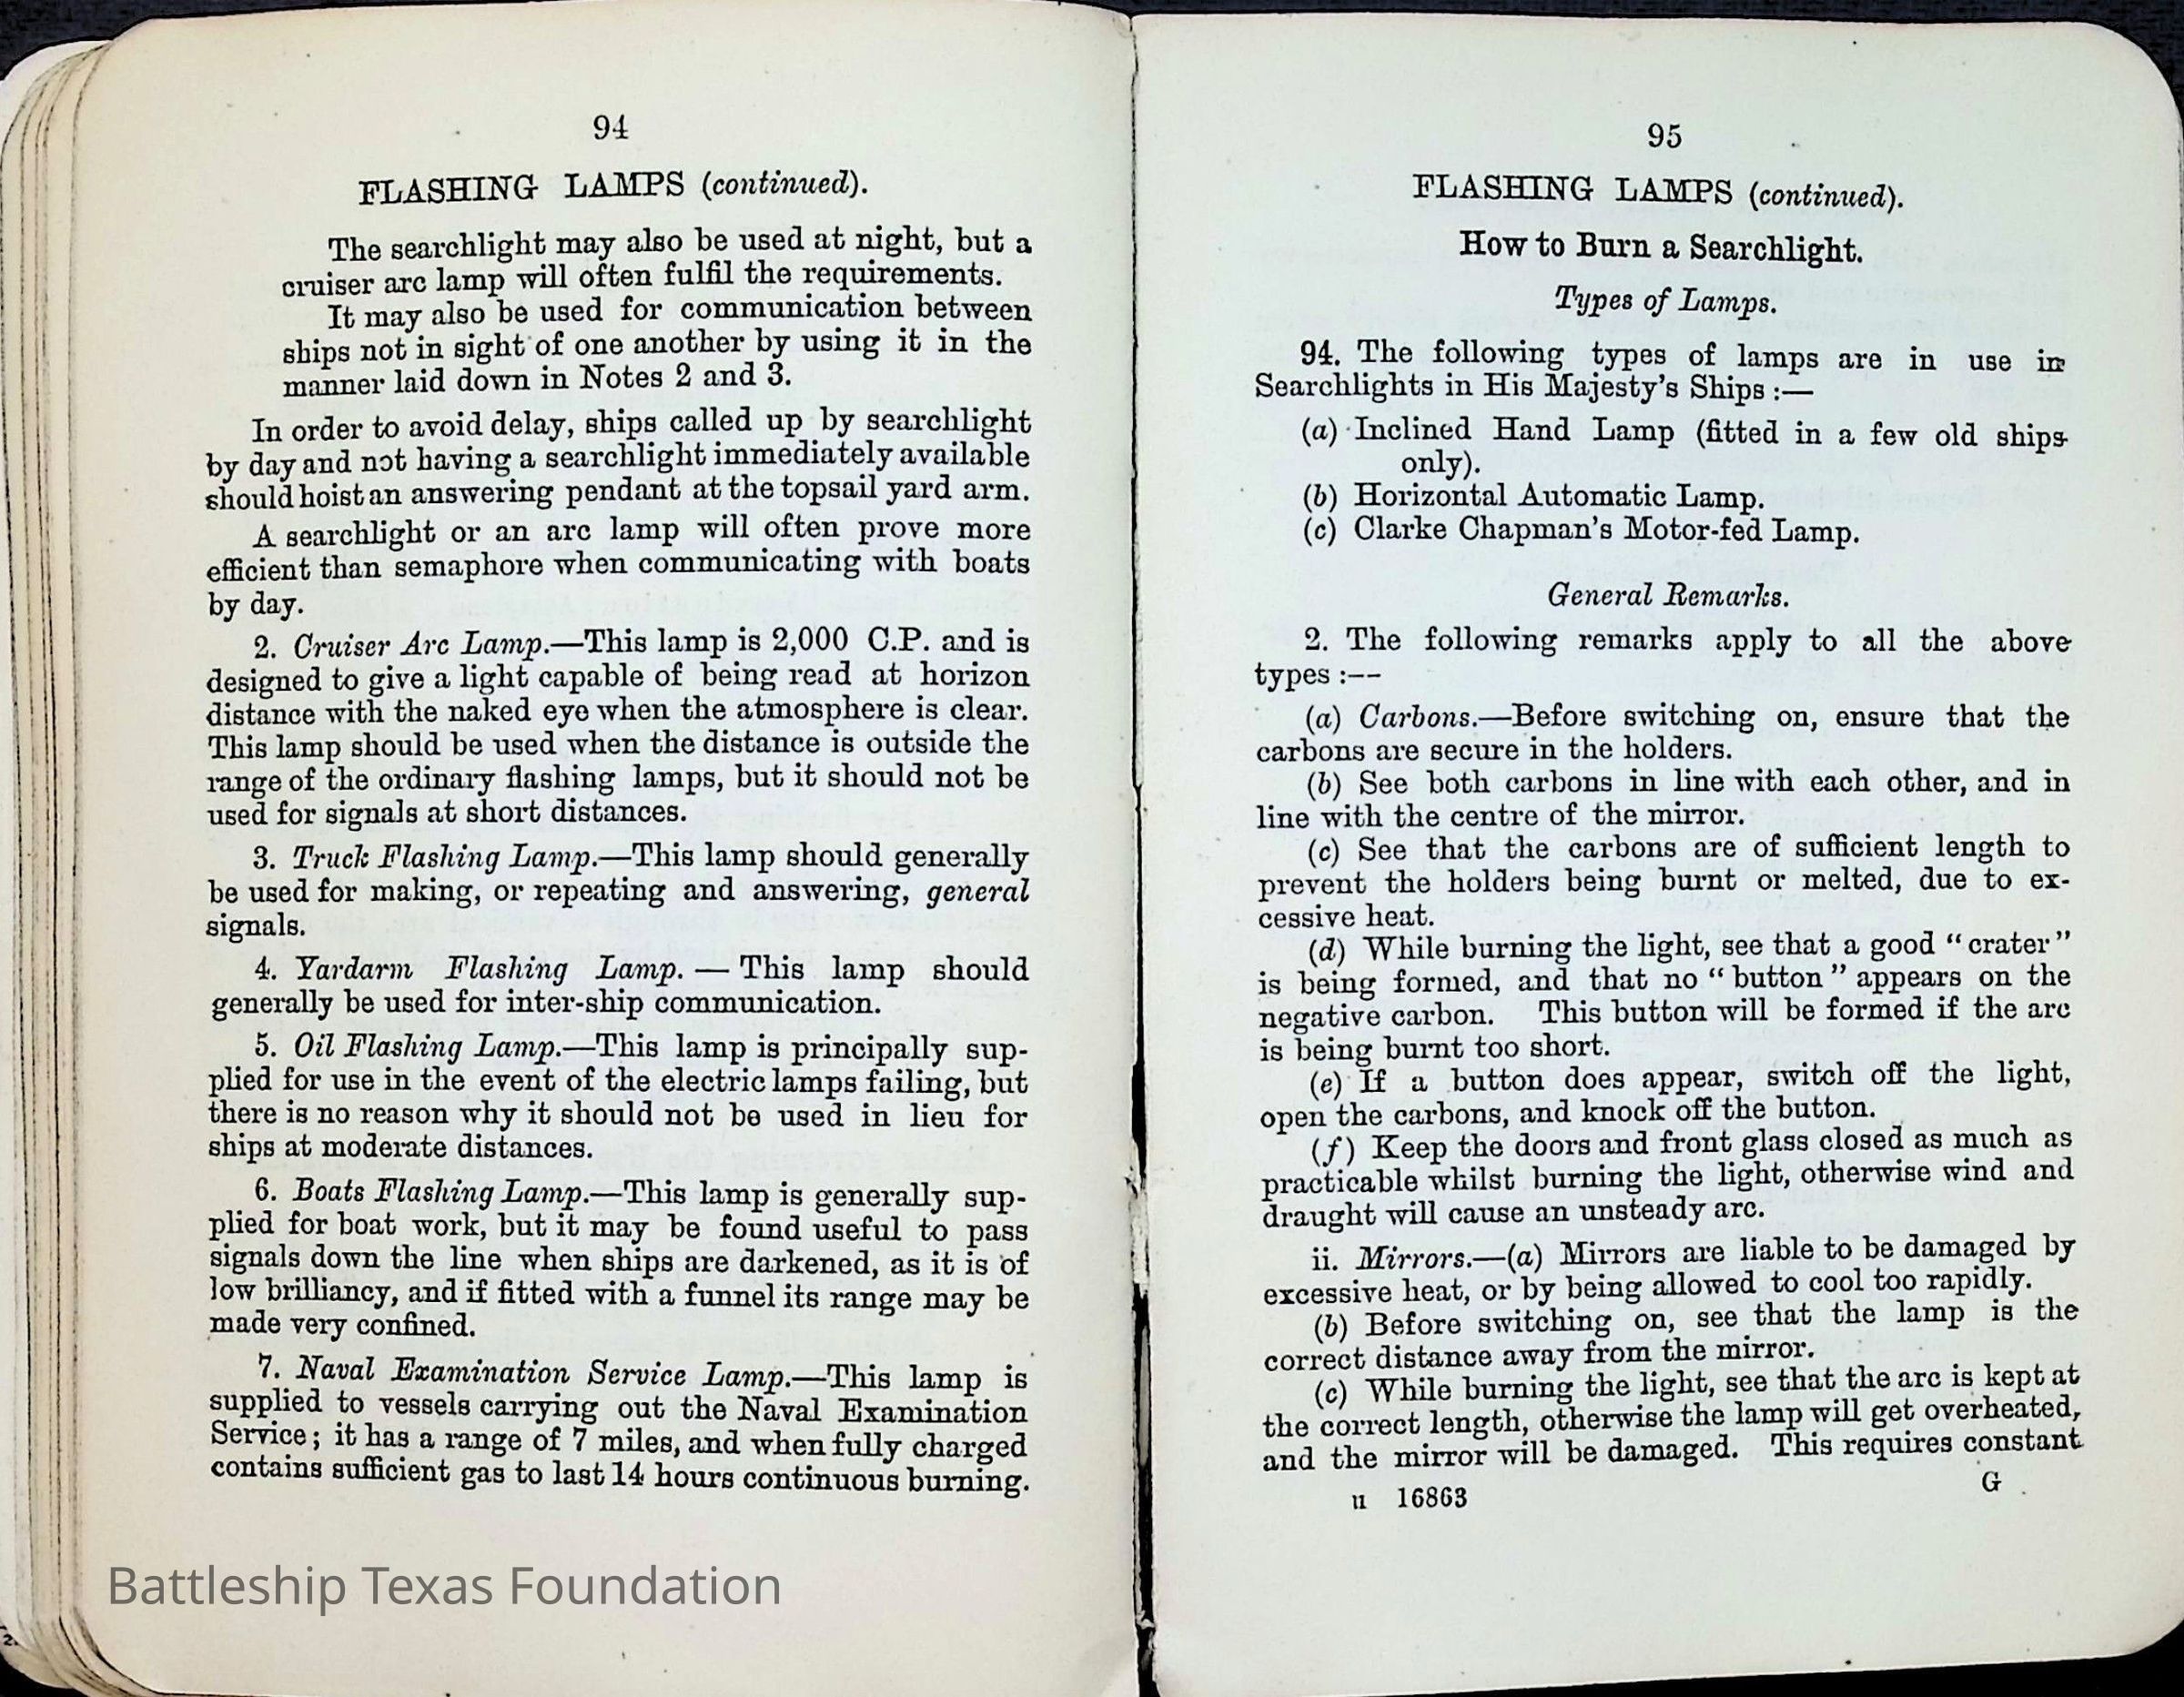 94
FLASHING LAMPS (continued).
The searchlight may also be used at night, but a
cruiser arc lamp will often fulfil the requirements.
It may also be used for communication between
ships not in sight of one another by using it in the
manner laid down in Notes 2 and 3.
In order to avoid delay, ships called up by searchlight
by day and not having a searchlight immediately available
should hoist an answering pendant at the topsail yard arm.
A searchlight or an arc lamp will often prove more
efficient than semaphore when communicating with boats
by day.
2. Cruiser Arc Lamp.—This lamp is 2,000 C.P. and is
designed to give a light capable of being read at horizon
distance with the naked eye when the atmosphere is clear.
This lamp should be used when the distance is outside the
range of the ordinary flashing lamps, but it should not be
used for signals at short distances.
3. Truck Flashing Lamp.—This lamp should generally
be used for making, or repeating and answering, general
signals.
4. Yardarm Flashing Lamp. — This lamp should
generally be used for inter-ship communication.
5. Oil Flashing Lamp.—This lamp is principally sup-
plied for use in the event of the electric lamps failing, but
there is no reason why it should not be used in lieu for
ships at moderate distances.
6. Boats Flashing Lamp.—This lamp is generally sup-
plied for boat work, but it may be found useful to pass
signals down the line when ships are darkened, as it is of
low brilliancy, and if fitted with a funnel its range may be
made very confined.
7. Naval Examination Service Lamp.—This lamp is
supplied to vessels carrying out the Naval Examination
Service; it has a range of 7 miles, and when fully charged
contains sufficient gas to last 14 hours continuous burning.
Battleship Texas Foundation
95
FLASHING LAMPS (continued).
How to Burn a Searchlight.
Types of Lamps.
94. The following types of lamps are in use in
Searchlights in His Majesty's Ships :—
(a) Inclined Hand Lamp (fitted in a few old ships
only).
(b) Horizontal Automatic Lamp.
(c) Clarke Chapman's Motor-fed Lamp.
General Remarks.
2. The following remarks apply to all the above
types :--
(a) Carbons.—Before switching on, ensure that the
carbons are secure in the holders.
(b) See both carbons in line with each other, and in
line with the centre of the mirror.
(c) See that the carbons are of sufficient length to
prevent the holders being burnt or melted, due to ex-
cessive heat.
(d) While burning the light, see that a good "crater"
is being formed, and that no "button" appears on the
negative carbon. This button will be formed if the arc
is being burnt too short.
(e) If a button does appear, switch off the light,
open the carbons, and knock off the button.
(f) Keep the doors and front glass closed as much as
practicable whilst burning the light, otherwise wind and
draught will cause an unsteady arc.
ii. Mirrors.—(a) Mirrors are liable to be damaged by
excessive heat, or by being allowed to cool too rapidly.
(b) Before switching on, see that the lamp is the
correct distance away from the mirror.
(c) While burning the light, see that the arc is kept at
the correct length, otherwise the lamp will get overheated,
and the mirror will be damaged. This requires constant
u 16863 G